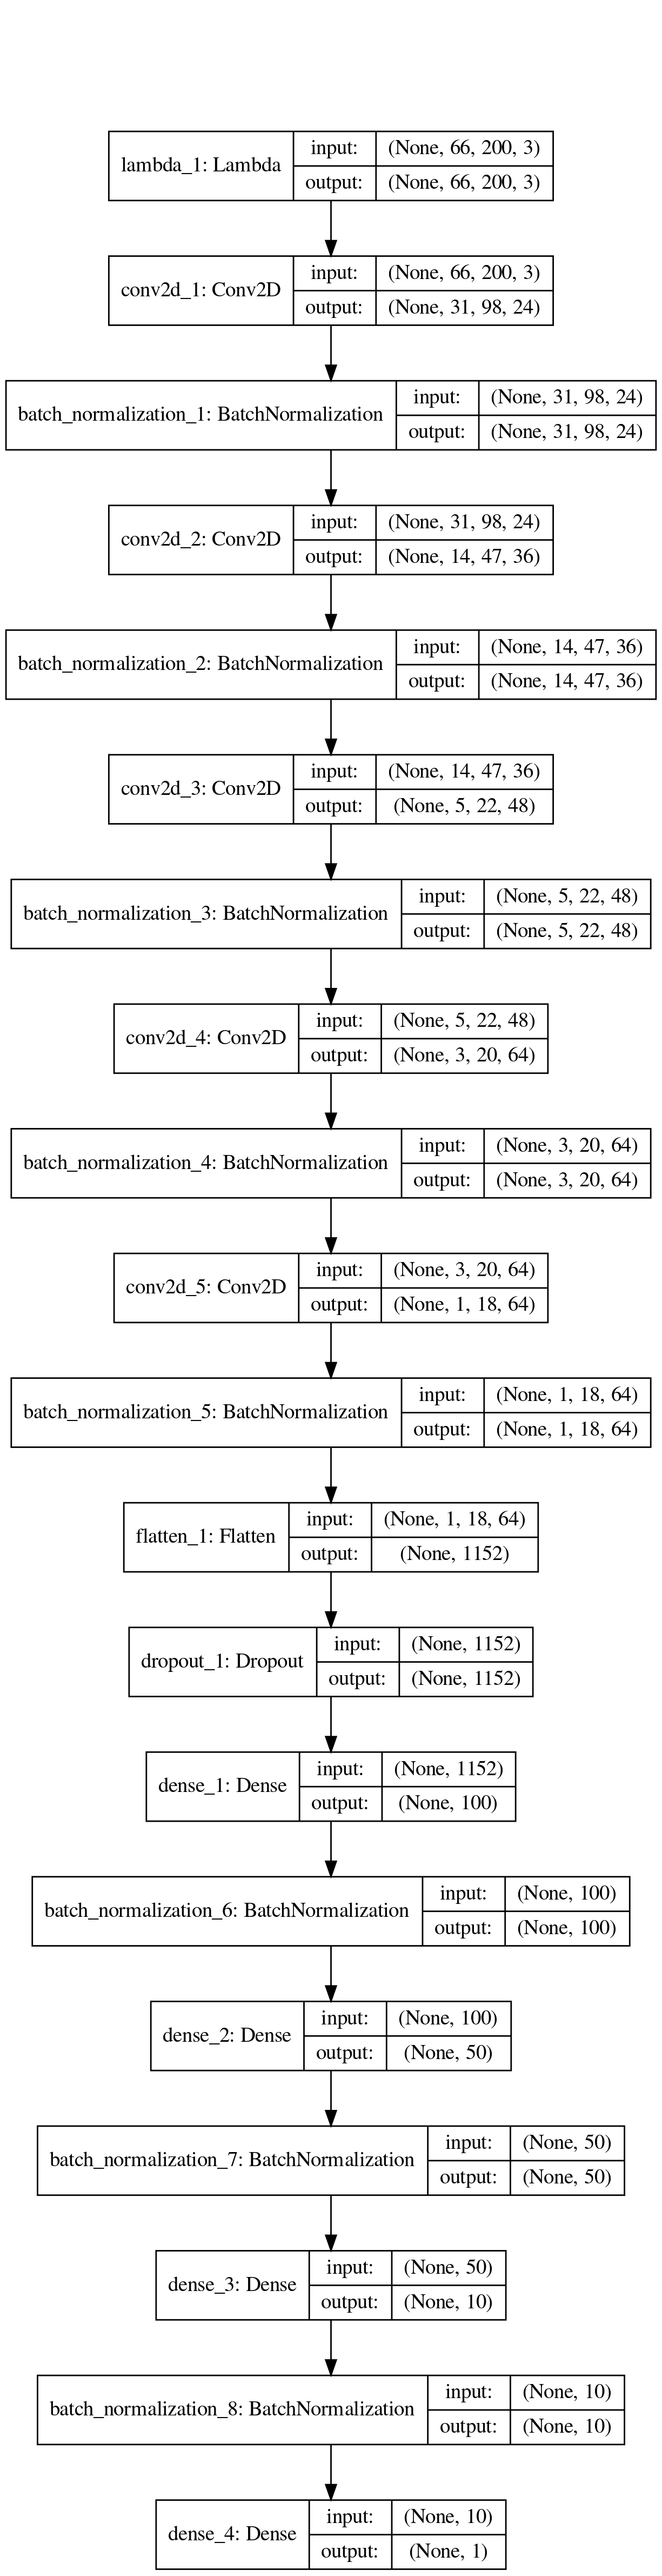 lambda_1: Lambda
input: (None, 66, 200, 3)
output: (None, 66, 200, 3)
conv2d_1: Conv2D
input: (None, 66, 200, 3)
output: (None, 31, 98, 24)
batch_normalization_1: BatchNormalization
input: (None, 31, 98, 24)
output: (None, 31, 98, 24)
conv2d_2: Conv2D
input: (None, 31, 98, 24)
output: (None, 14, 47, 36)
batch_normalization_2: BatchNormalization
input: (None, 14, 47, 36)
output: (None, 14, 47, 36)
conv2d_3: Conv2D
input: (None, 14, 47, 36)
output: (None, 5, 22, 48)
batch_normalization_3: BatchNormalization
input: (None, 5, 22, 48)
output: (None, 5, 22, 48)
conv2d_4: Conv2D
input: (None, 5, 22, 48)
output: (None, 3, 20, 64)
batch_normalization_4: BatchNormalization
input: (None, 3, 20, 64)
output: (None, 3, 20, 64)
conv2d_5: Conv2D
input: (None, 3, 20, 64)
output: (None, 1, 18, 64)
batch_normalization_5: BatchNormalization
input: (None, 1, 18, 64)
output: (None, 1, 18, 64)
flatten_1: Flatten
input: (None, 1, 18, 64)
output: (None, 1152)
dropout_1: Dropout
input: (None, 1152)
output: (None, 1152)
dense_1: Dense
input: (None, 1152)
output: (None, 100)
batch_normalization_6: BatchNormalization
input: (None, 100)
output: (None, 100)
dense_2: Dense
input: (None, 100)
output: (None, 50)
batch_normalization_7: BatchNormalization
input: (None, 50)
output: (None, 50)
dense_3: Dense
input: (None, 50)
output: (None, 10)
batch_normalization_8: BatchNormalization
input: (None, 10)
output: (None, 10)
dense_4: Dense
input: (None, 10)
output: (None, 1)